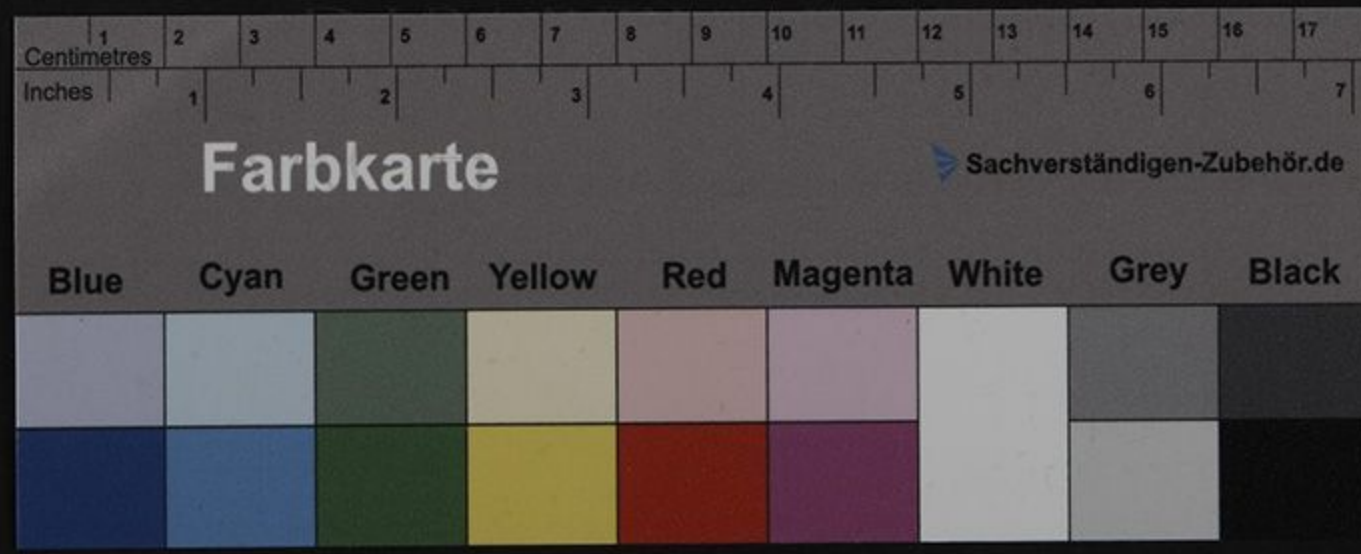 1 2 3 4 5 6 7 8 9 10 11 12 13 14 15 16 17
Centimetres
Inches 1 2 3 4 5 6 7
Farbkarte
Sachverständigen-Zubehör.de
Blue Cyan Green Yellow Red Magenta White Grey Black